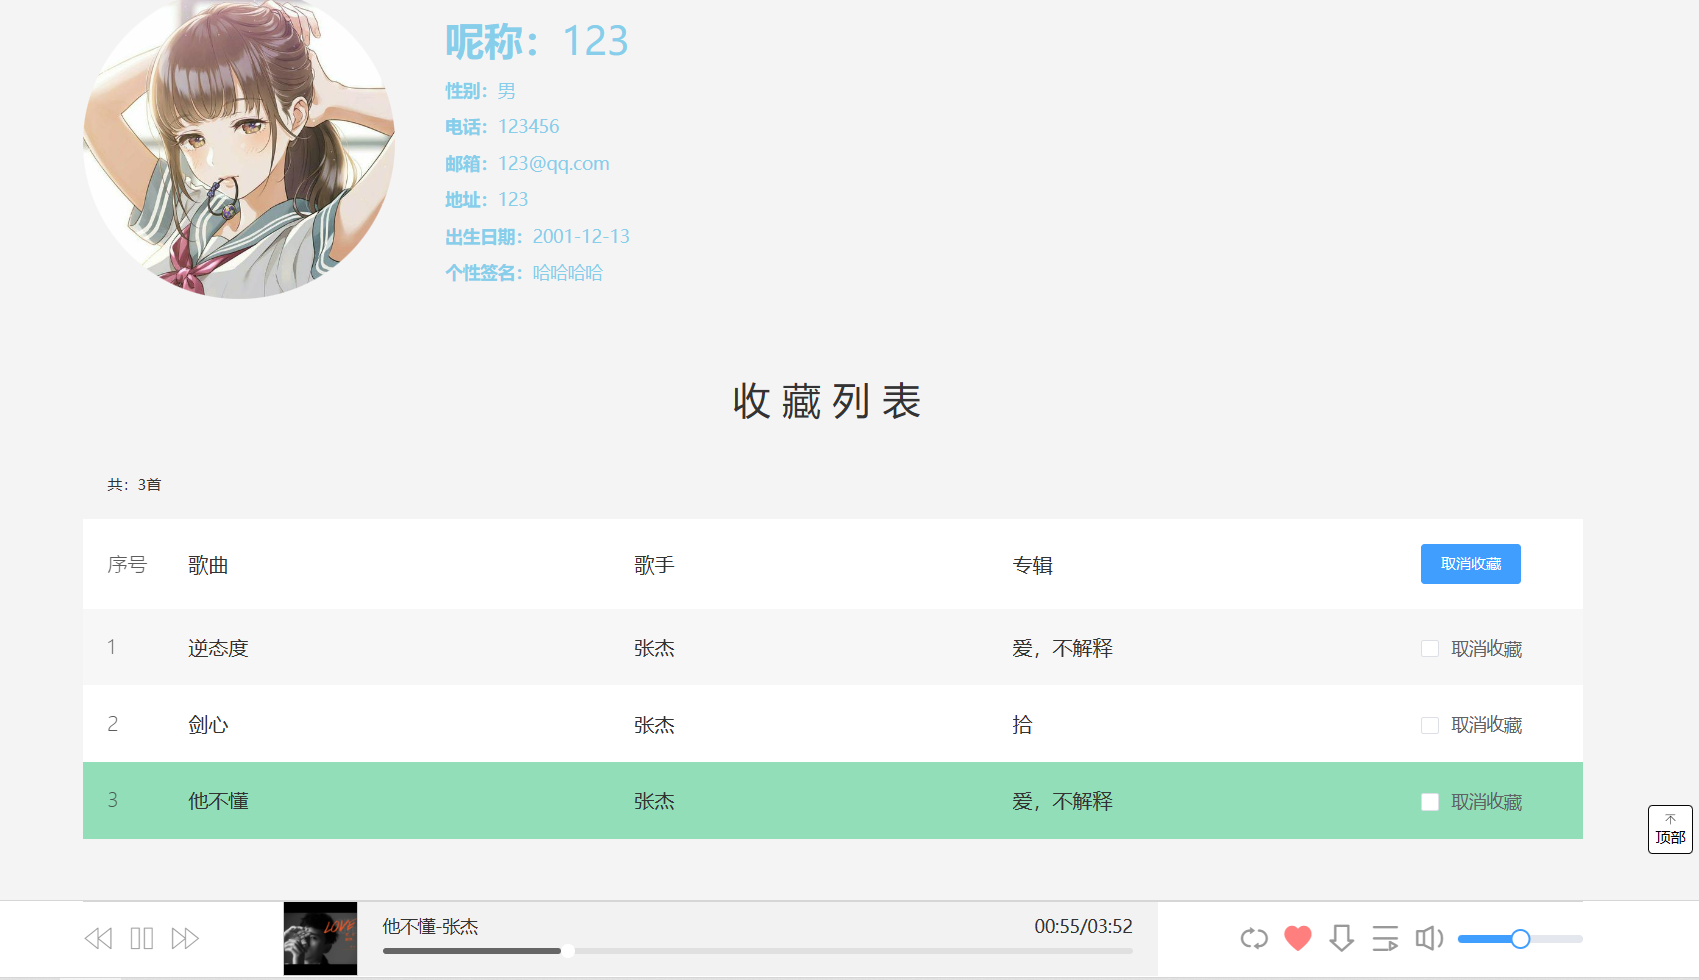 呢称：123
性别：男
电话：123456
邮箱：123@qq.com
地址：123
出生日期：2001-12-13
个性签名：哈哈哈哈
收藏列表
共：3首
序号 歌曲 歌手 专辑 取消收藏
1 逆态度 张杰 爱，不解释 取消收藏
2 剑心 张杰 拾 取消收藏
3 他不懂 张杰 爱，不解释 取消收藏
顶部
LOVE
他不懂-张杰 00:55/03:52